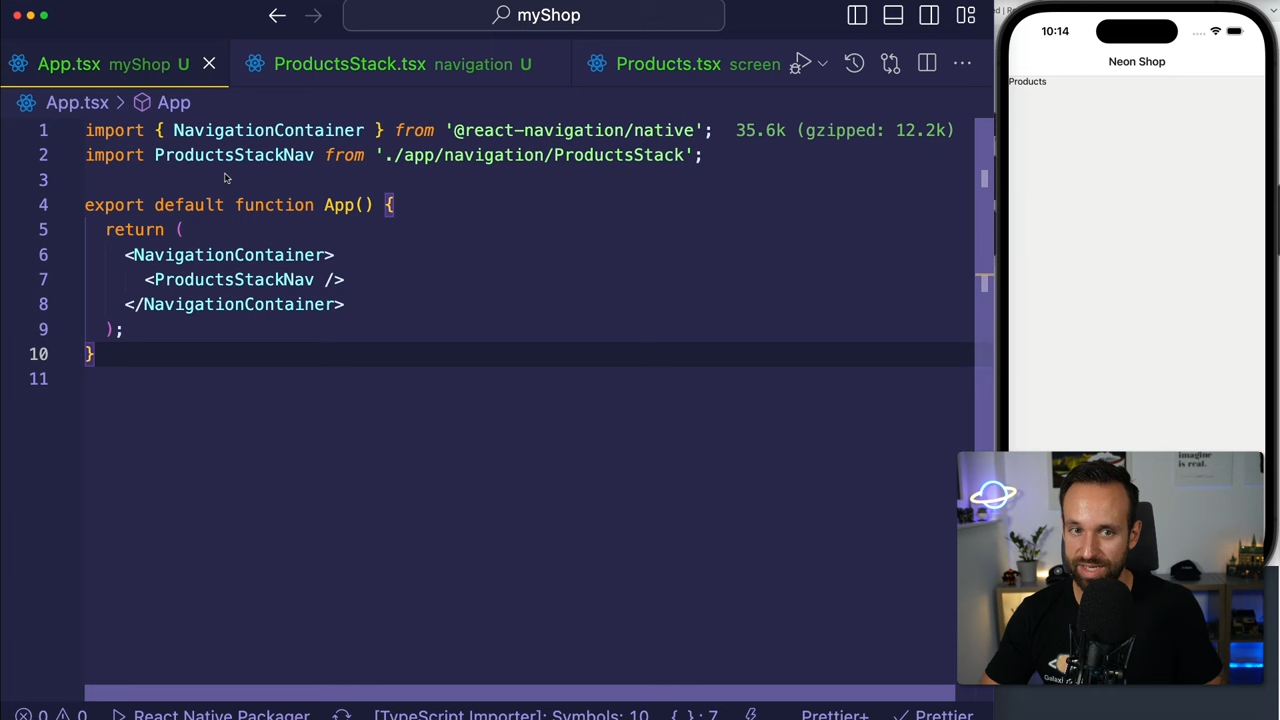 myShop
App.tsx myShop U
ProductsStack.tsx navigation U
Products.tsx screen
App.tsx > App
1 import { NavigationContainer } from '@react-navigation/native'; 35.6k (gzipped: 12.2k)
2 import ProductsStackNav from './app/navigation/ProductsStack';
3
4 export default function App() {
5 return (
6 <NavigationContainer>
7 <ProductsStackNav />
8 </NavigationContainer>
9 );
10 }
11
0 0 React Native Packager [TypeScript Importer]: Symbols: 10 { }: 7 Prettier+ Prettier
10:14
Neon Shop
Products
imagine
is real.
Galaxi